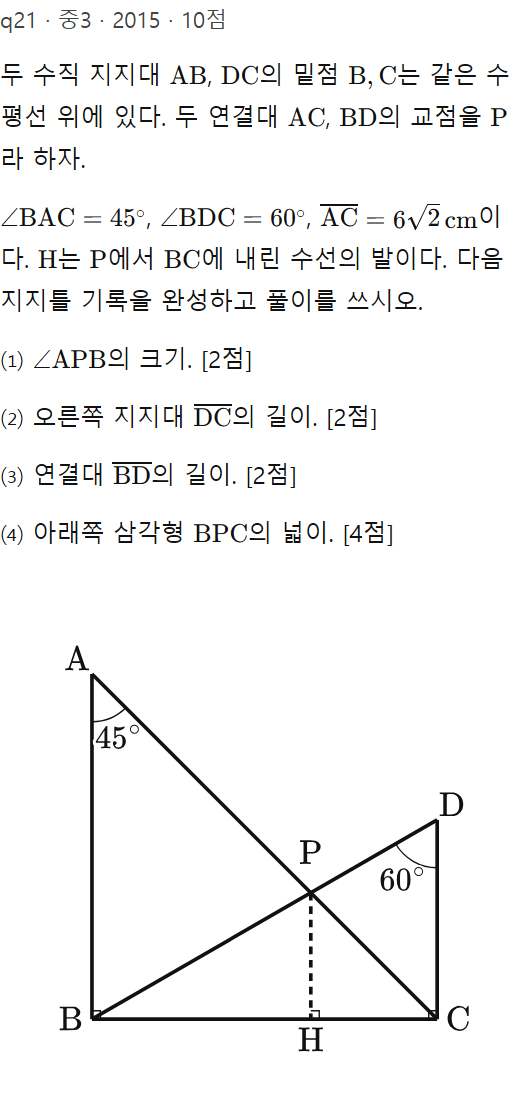 q21 · 중3 · 2015 · 10점
두 수직 지지대 AB, DC의 밑점 B, C는 같은 수
평선 위에 있다. 두 연결대 AC, BD의 교점을 P
라 하자.
∠BAC = 45°, ∠BDC = 60°, \overline{AC} = 6√2 cm이
다. H는 P에서 BC에 내린 수선의 발이다. 다음
지지틀 기록을 완성하고 풀이를 쓰시오.
(1) ∠APB의 크기. [2점]
(2) 오른쪽 지지대 \overline{DC}의 길이. [2점]
(3) 연결대 \overline{BD}의 길이. [2점]
(4) 아래쪽 삼각형 BPC의 넓이. [4점]
A
45°
D
P
60°
B
C
H